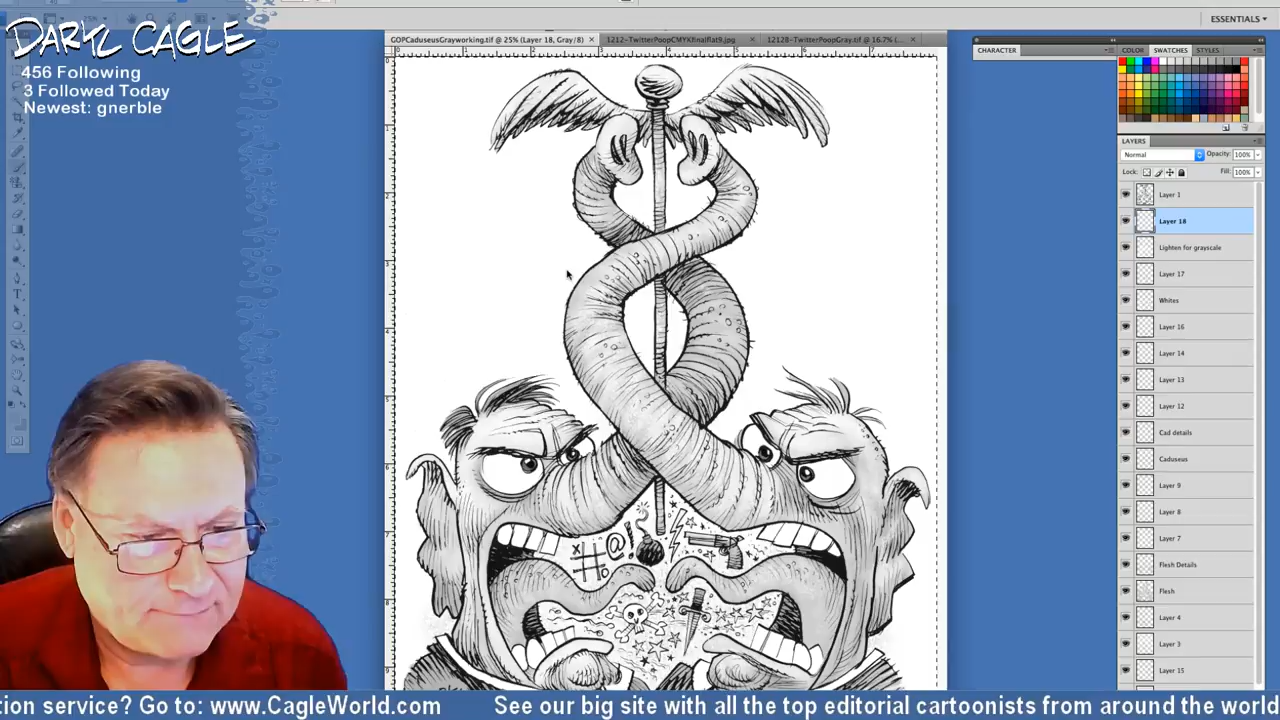 ESSENTIALS
DARYL CAGLE
456 Following
3 Followed Today
Newest: gnerble
GOPCaduseusGrayworking.tif @ 25% (Layer 18, Gray/8)
1212-TwitterPoopCMYKfinalflat9.jpg
12128-TwitterPoopGray.tif @ 16.7%
CHARACTER
COLOR SWATCHES STYLES
LAYERS
Normal Opacity: 100%
Lock: Fill: 100%
Layer 1
Layer 18
Lighten for grayscale
Layer 17
Whites
Layer 16
Layer 14
Layer 13
Layer 12
Cad details
Caduseus
Layer 9
Layer 8
Layer 7
Flesh Details
Flesh
Layer 4
Layer 3
Layer 15
#@!
tion service? Go to: www.CagleWorld.com See our big site with all the top editorial cartoonists from around the world